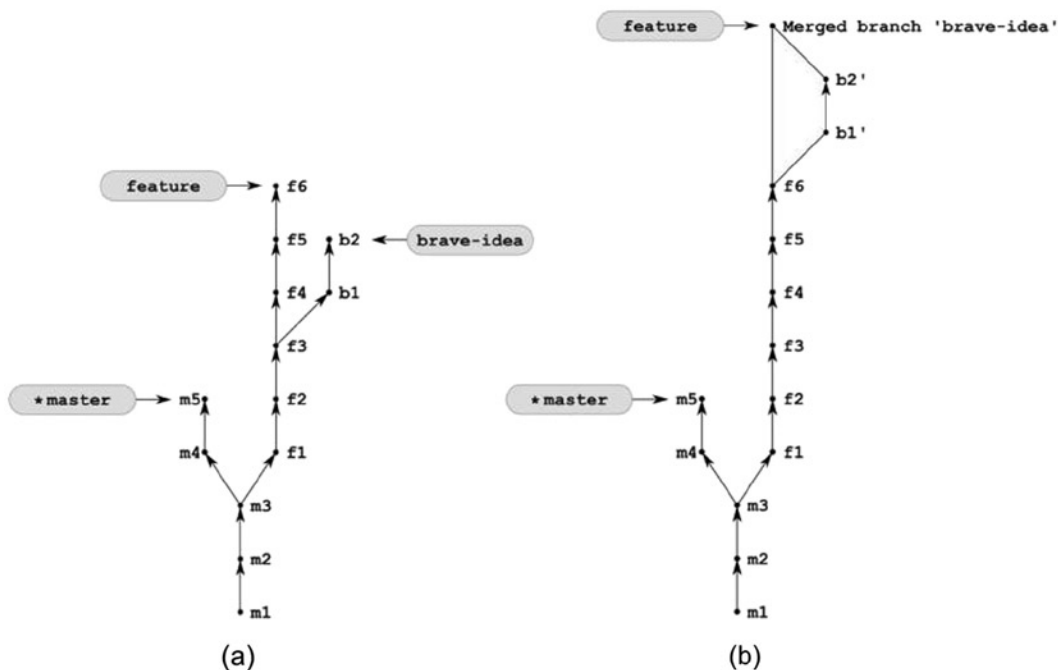 feature
f6
f5
b2
brave-idea
f4
b1
f3
★master
m5
f2
m4
f1
m3
m2
m1
(a)
feature
Merged branch 'brave-idea'
b2'
b1'
f6
f5
f4
f3
★master
m5
f2
m4
f1
m3
m2
m1
(b)